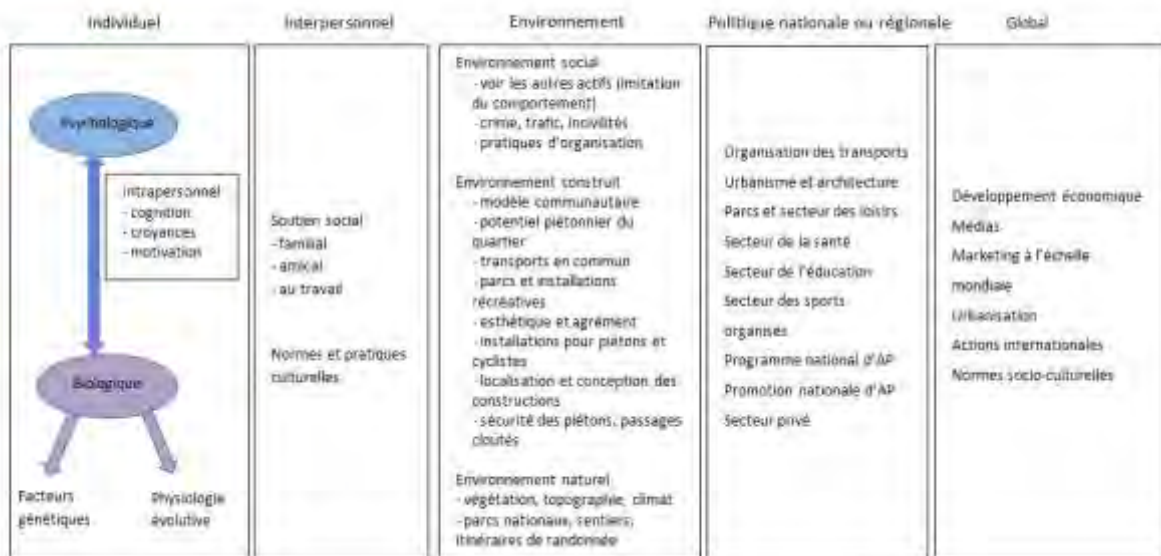 Individuel
Psychologique
Intrapersonnel
- cognition
- croyances
- motivation
Biologique
Facteurs
génétiques
Physiologie
évolutive
Interpersonnel
Soutien social
- familial
- amical
- au travail
Normes et pratiques
culturelles
Environnement
Environnement social
- voir les autres actifs (imitation
du comportement)
- crime, trafic, incivilités
- pratiques d'organisation
Environnement construit
- modèle communautaire
- potentiel piétonnier du
quartier
- transports en commun
- parcs et installations
récréatives
- esthétique et agrément
- installations pour piétons et
cyclistes
- localisation et conception des
constructions
- sécurité des piétons, passages
cloutés
Environnement naturel
- végétation, topographie, climat
- parcs nationaux, sentiers,
itinéraires de randonnée
Politique nationale ou régionele
Organisation des transports
Urbanisme et architecture
Parcs et secteur des loisirs
Secteur de la santé
Secteur de l'éducation
Secteur des sports
organisés
Programme national d'AP
Promotion nationale d'AP
Secteur privé
Global
Développement économique
Médias
Marketing à l'échelle
mondiale
Urbanisation
Actions internationales
Normes socio-culturelles